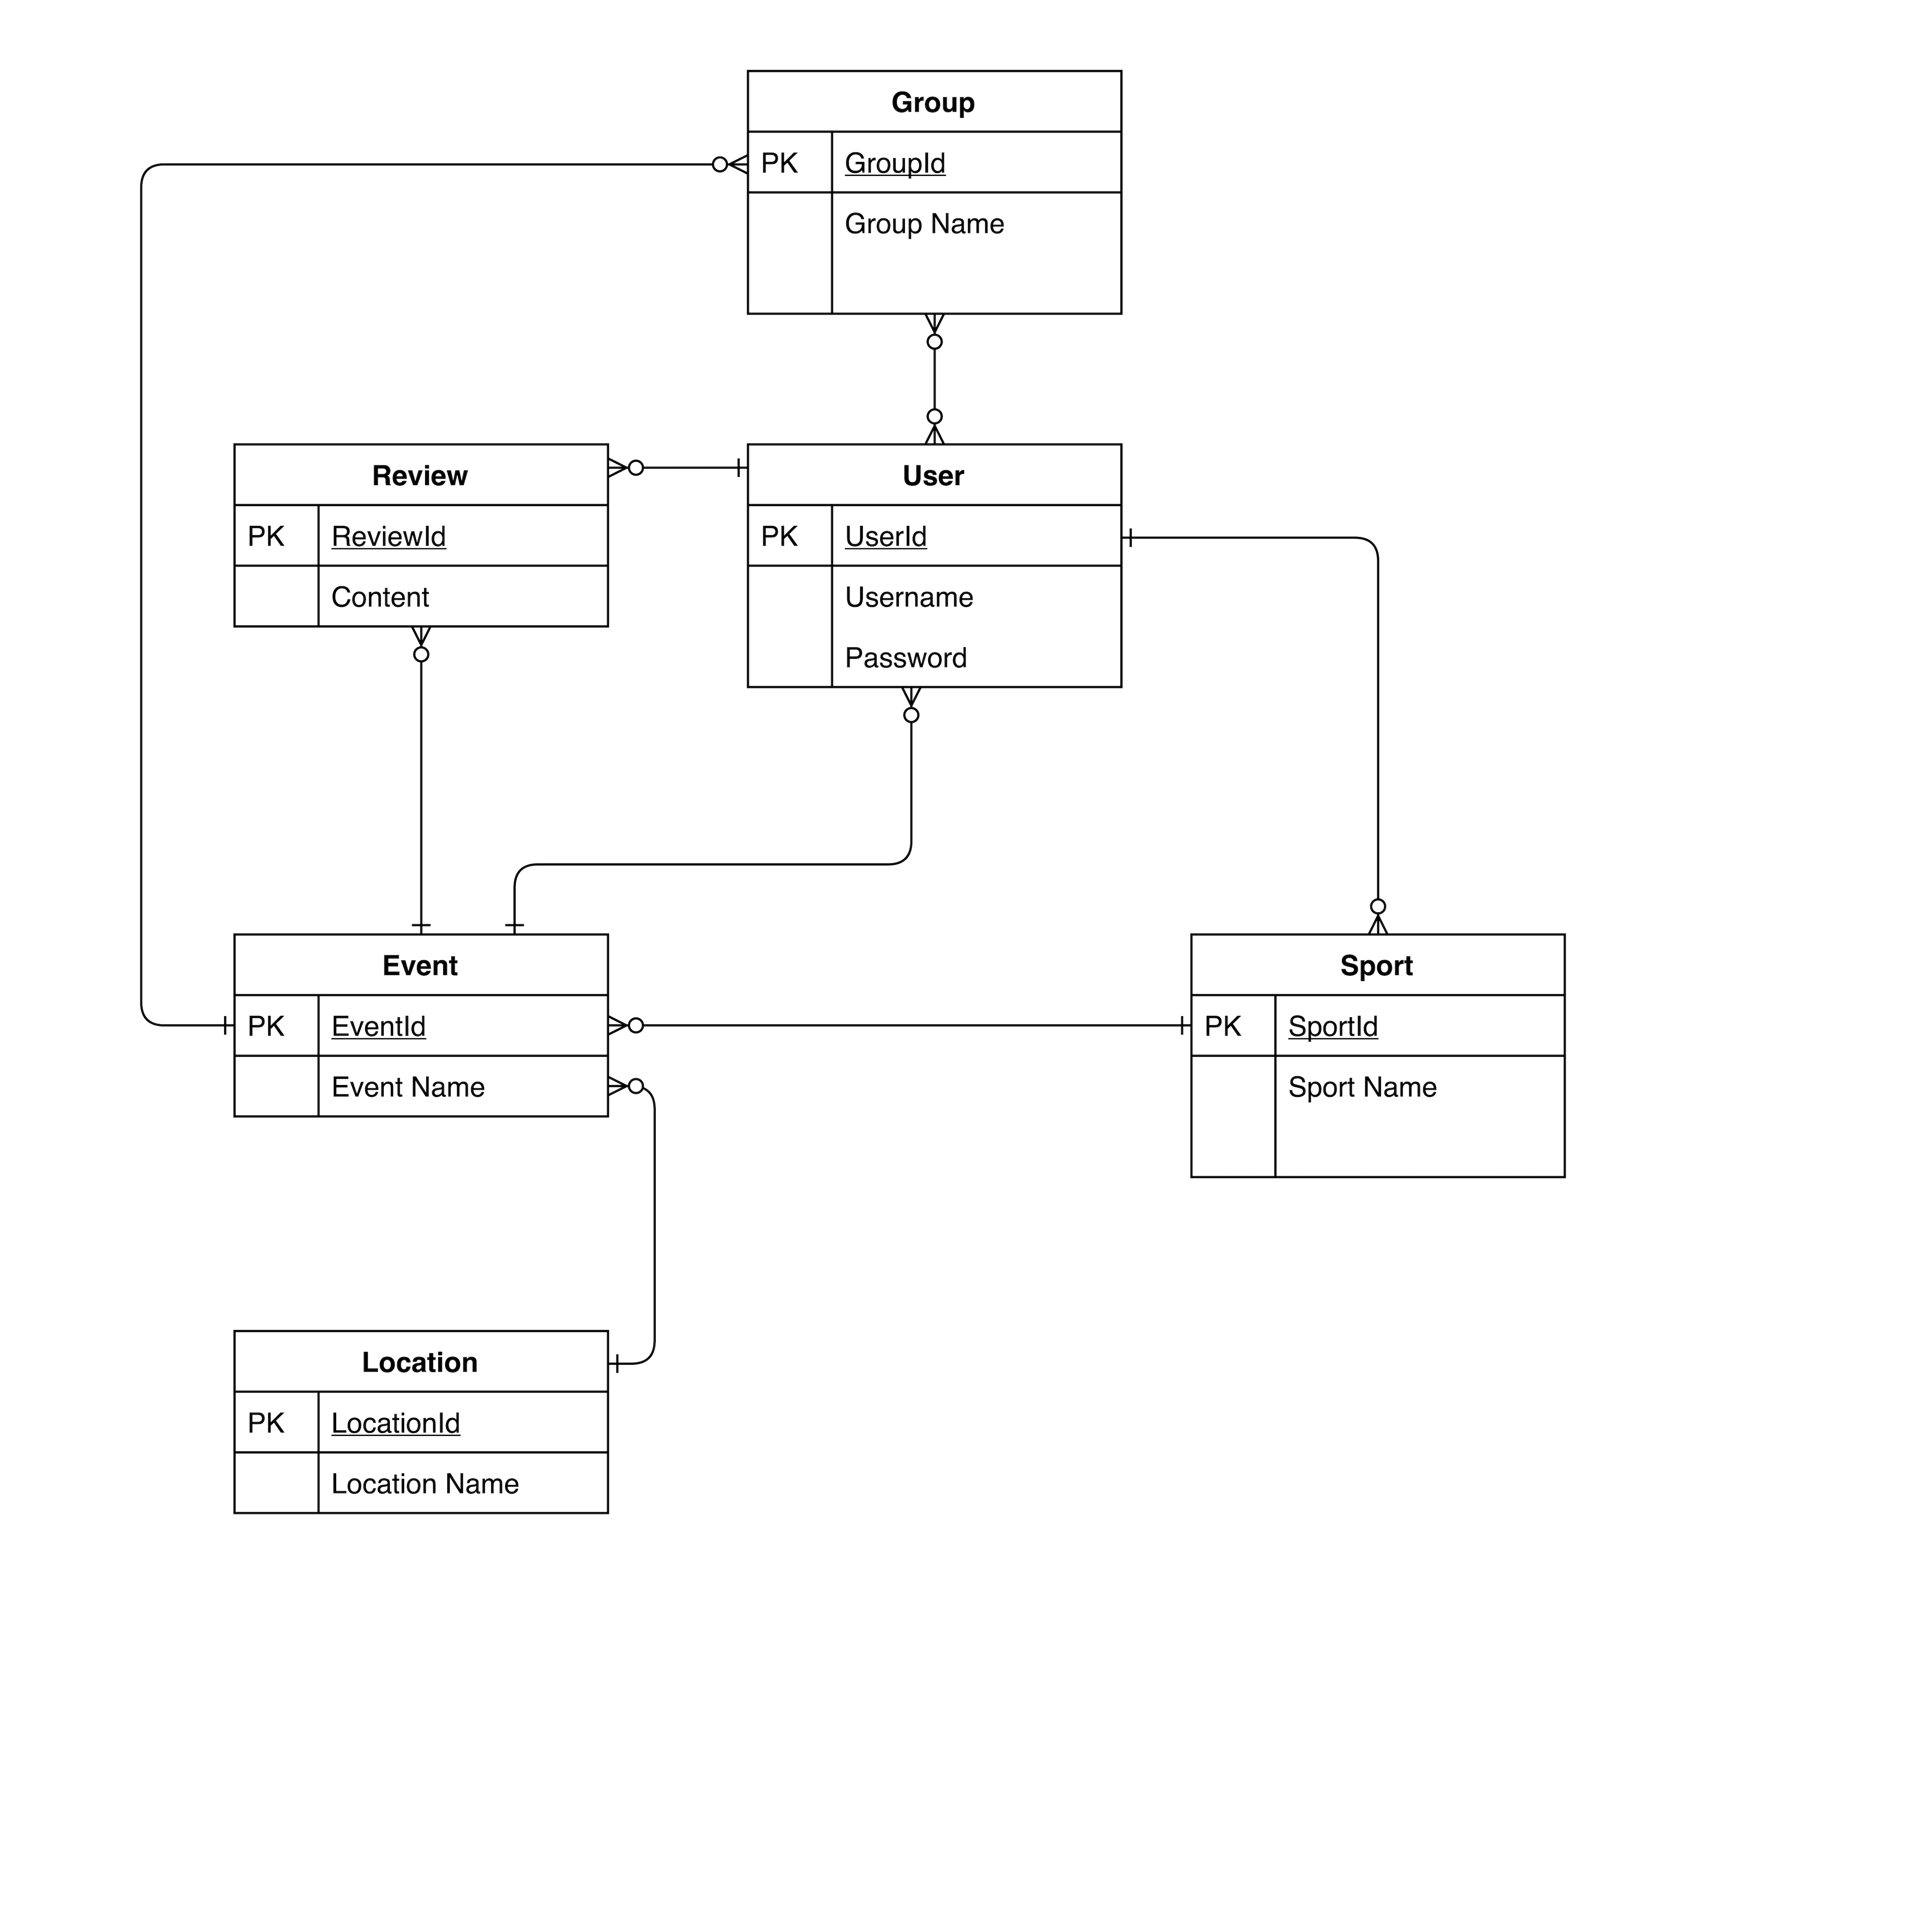 Group
PK GroupId
Group Name
Review
PK ReviewId
Content
User
PK UserId
Username
Password
Event
PK EventId
Event Name
Sport
PK SportId
Sport Name
Location
PK LocationId
Location Name